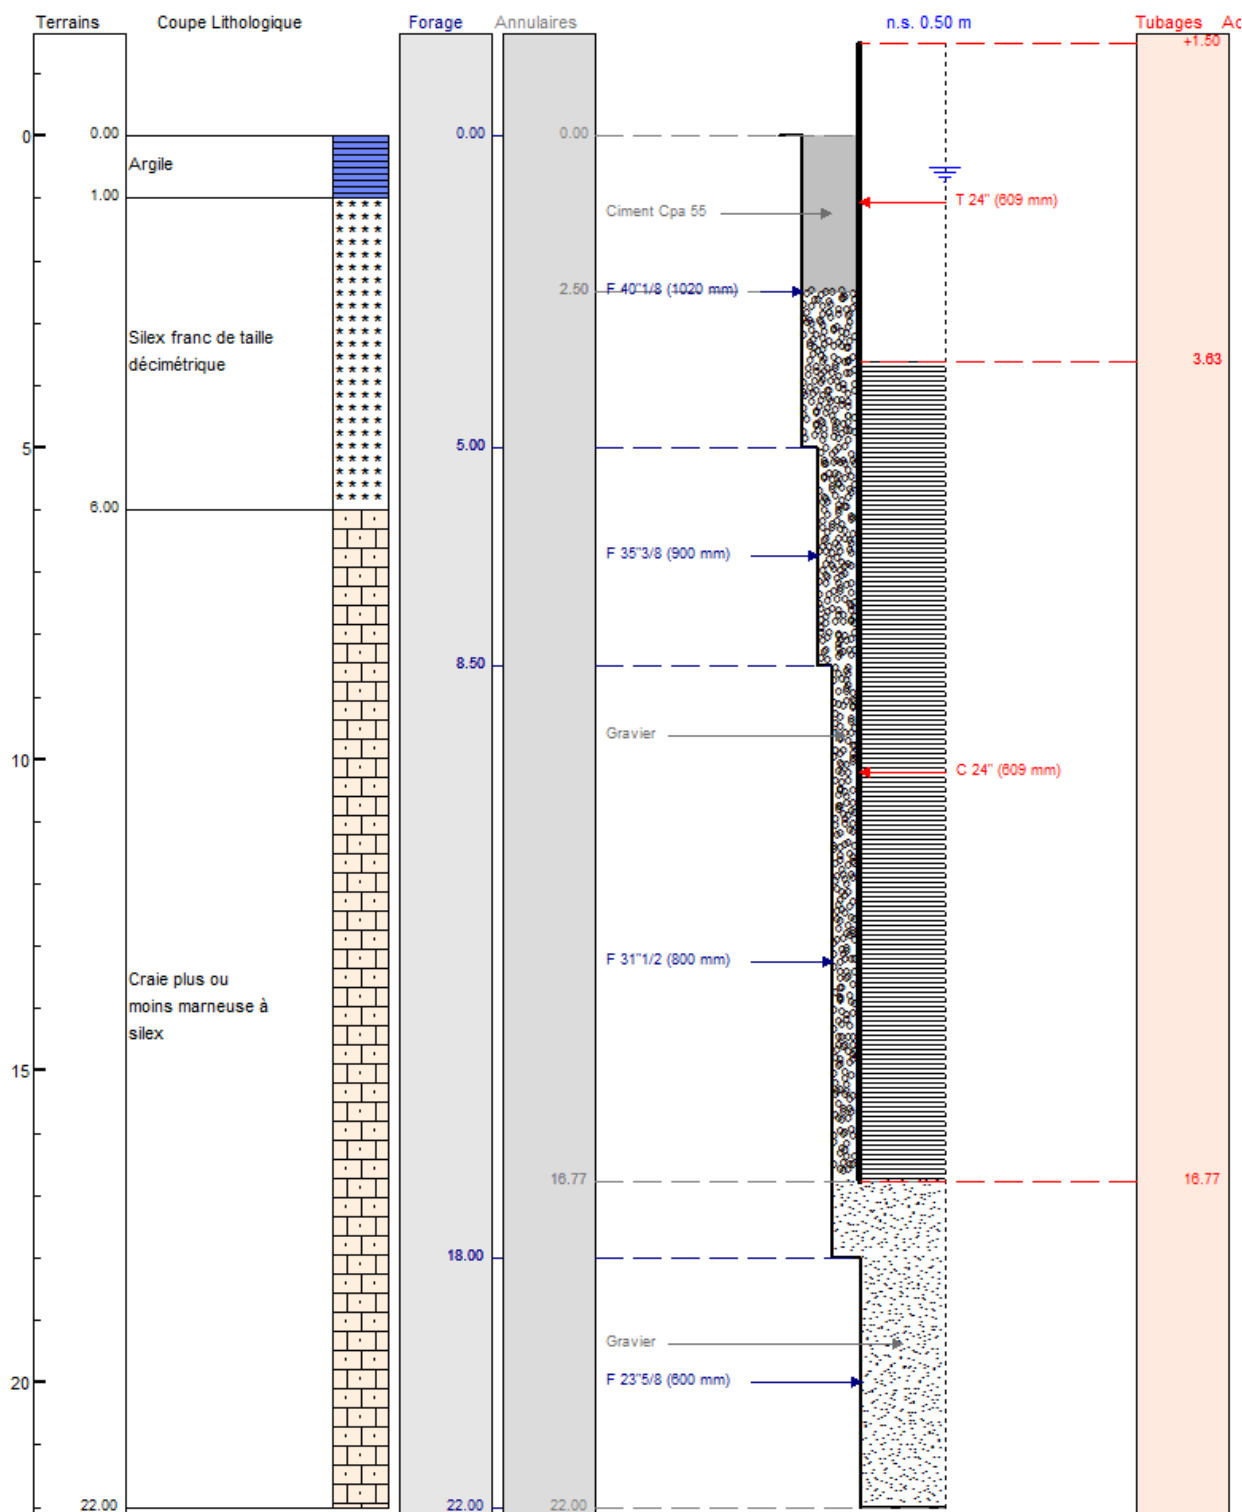 Terrains Coupe Lithologique Forage Annulaires n.s. 0.50 m Tubages Ac
+1.50
0 0.00 0.00 0.00
Argile
1.00
T 24" (609 mm)
Ciment Cpa 55
2.50 F 40"1/8 (1020 mm)
Silex franc de taille
décimétrique
3.63
5 5.00
6.00
F 35"3/8 (900 mm)
8.50
Gravier
10 C 24" (609 mm)
F 31"1/2 (800 mm)
Craie plus ou
moins marneuse à
silex
15
16.77 16.77
18.00
Gravier
20 F 23"5/8 (600 mm)
22.00 22.00 22.00